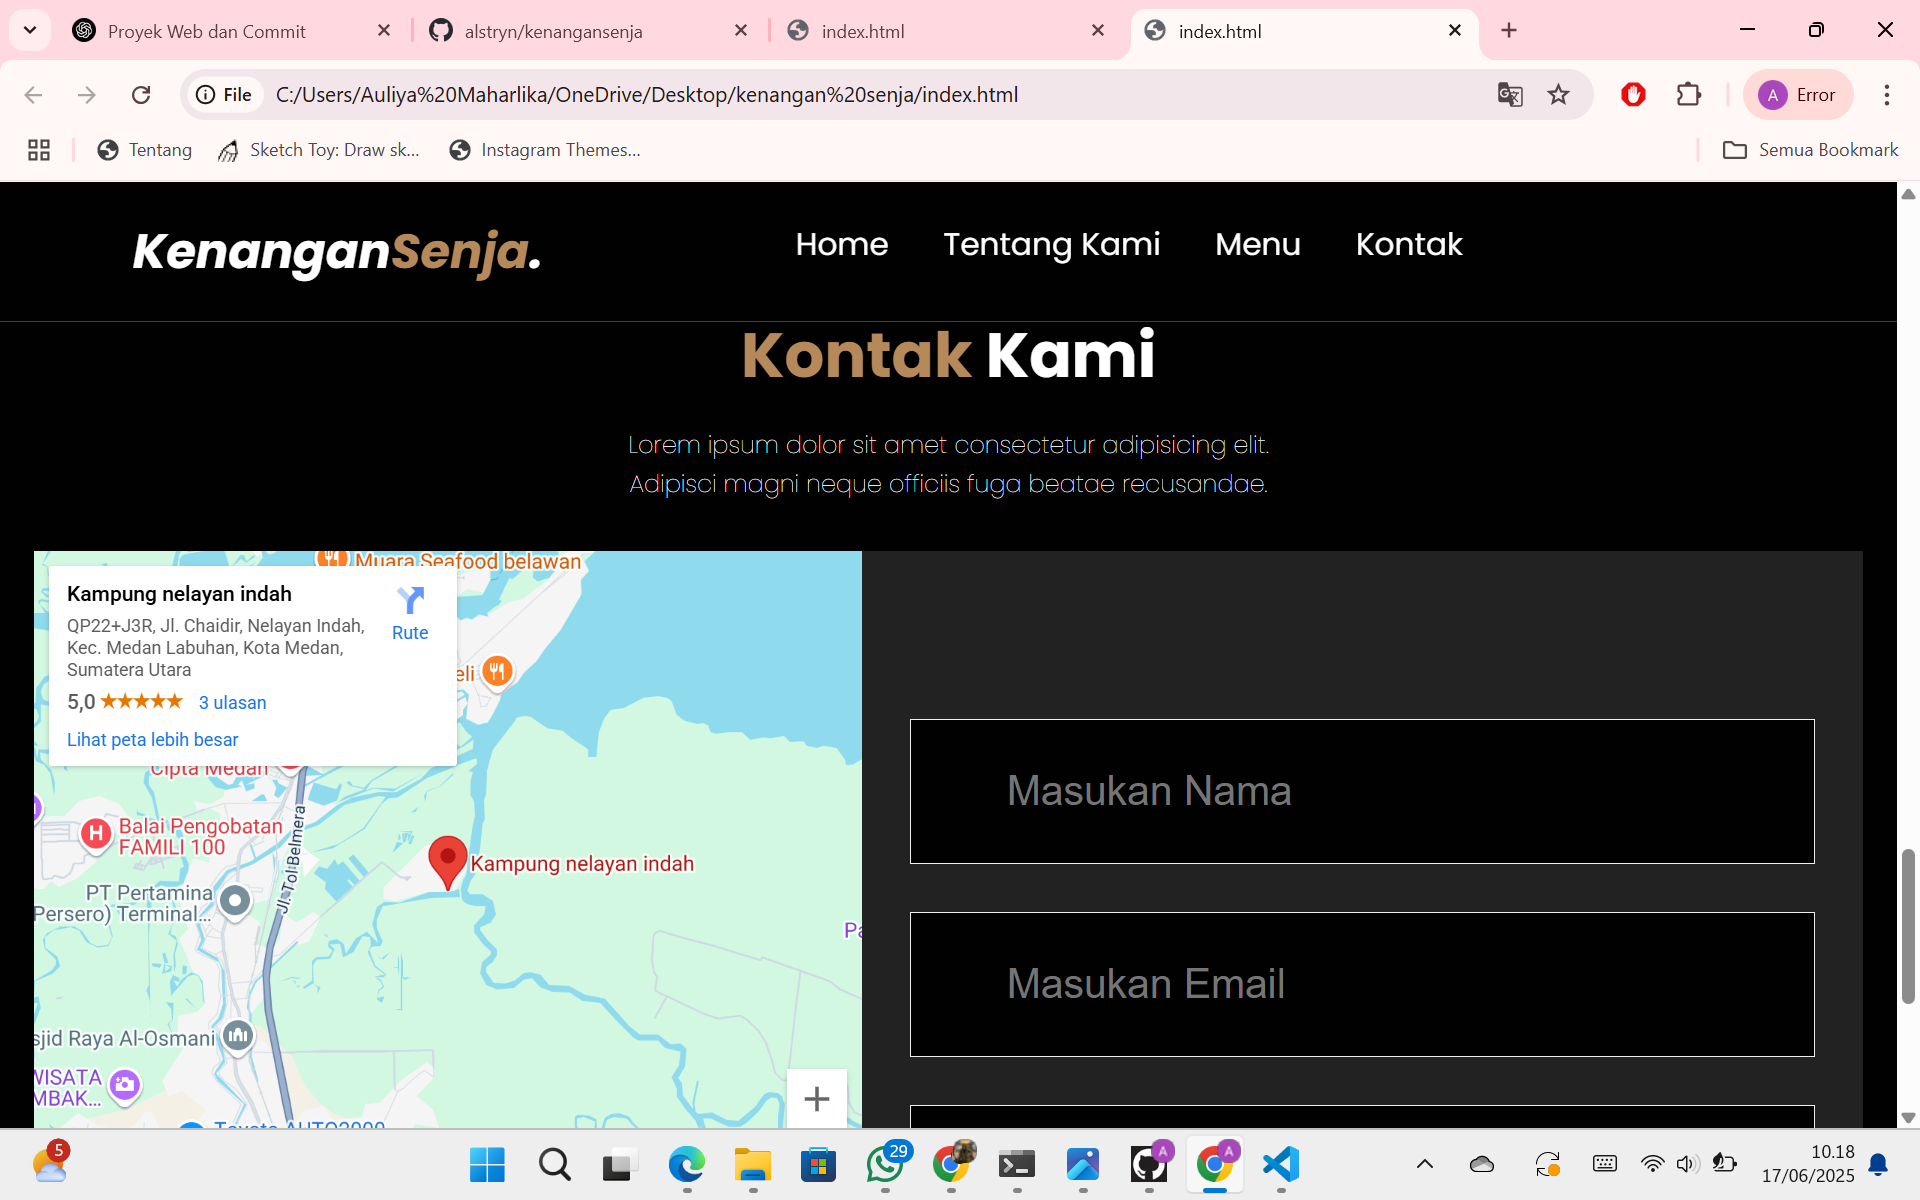 Proyek Web dan Commit
alstryn/kenangansenja
index.html
index.html
File
C:/Users/Auliya%20Maharlika/OneDrive/Desktop/kenangan%20senja/index.html
A
Error
Tentang
Sketch Toy: Draw sk...
Instagram Themes...
Semua Bookmark
KenanganSenja.
Home
Tentang Kami
Menu
Kontak
Kontak Kami
Lorem ipsum dolor sit amet consectetur adipisicing elit.
Adipisci magni neque officiis fuga beatae recusandae.
Muara Seafood belawan
Kampung nelayan indah
QP22+J3R, Jl. Chaidir, Nelayan Indah,
Kec. Medan Labuhan, Kota Medan,
Sumatera Utara
Rute
5,0
3 ulasan
Lihat peta lebih besar
eli
Cipta Medan
H
Balai Pengobatan
FAMILI 100
Jl. Tol Belmera
Kampung nelayan indah
PT Pertamina
Persero) Terminal...
Pa
sjid Raya Al-Osmani
WISATA
MBAK...
Toyota AUTO2000
+
Masukan Nama
Masukan Email
5
29
A
A
10.18
17/06/2025